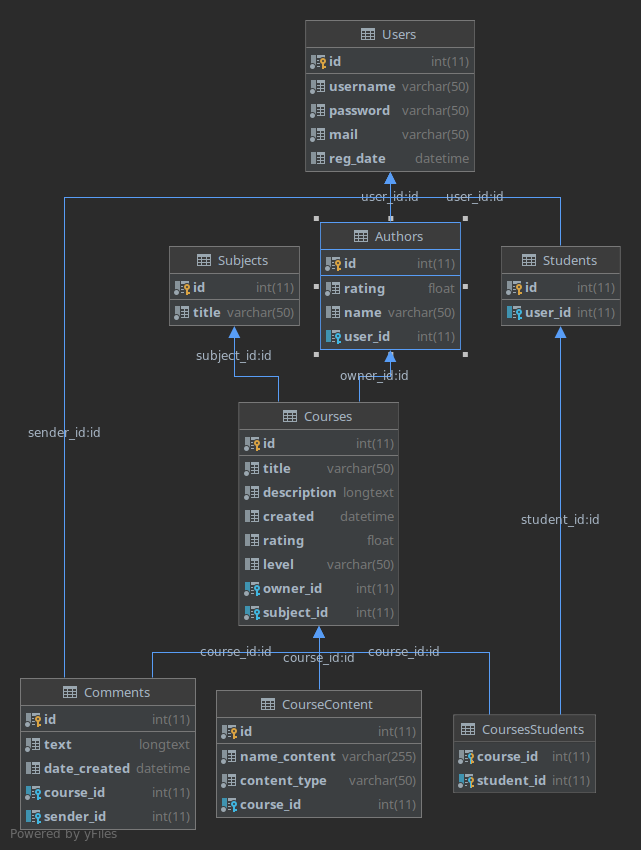 Users
id int(11)
username varchar(50)
password varchar(50)
mail varchar(50)
reg_date datetime
user_id:id user_id:id
Authors
id int(11)
rating float
name varchar(50)
user_id int(11)
Subjects
id int(11)
title varchar(50)
Students
id int(11)
user_id int(11)
subject_id:id
owner_id:id
Courses
id int(11)
title varchar(50)
description longtext
created datetime
rating float
level varchar(50)
owner_id int(11)
subject_id int(11)
sender_id:id
student_id:id
course_id:id course_id:id course_id:id
Comments
id int(11)
text longtext
date_created datetime
course_id int(11)
sender_id int(11)
CourseContent
id int(11)
name_content varchar(255)
content_type varchar(50)
course_id int(11)
CoursesStudents
course_id int(11)
student_id int(11)
Powered by yFiles